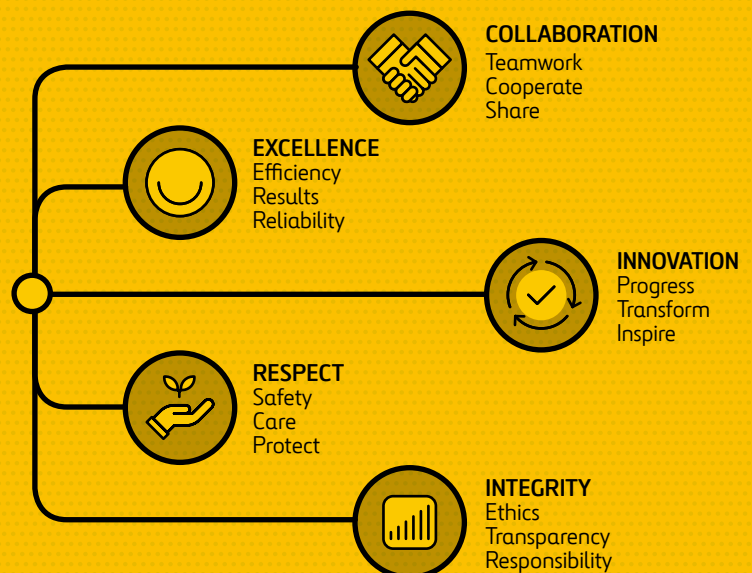 COLLABORATION
Teamwork
Cooperate
Share
EXCELLENCE
Efficiency
Results
Reliability
INNOVATION
Progress
Transform
Inspire
RESPECT
Safety
Care
Protect
INTEGRITY
Ethics
Transparency
Responsibility